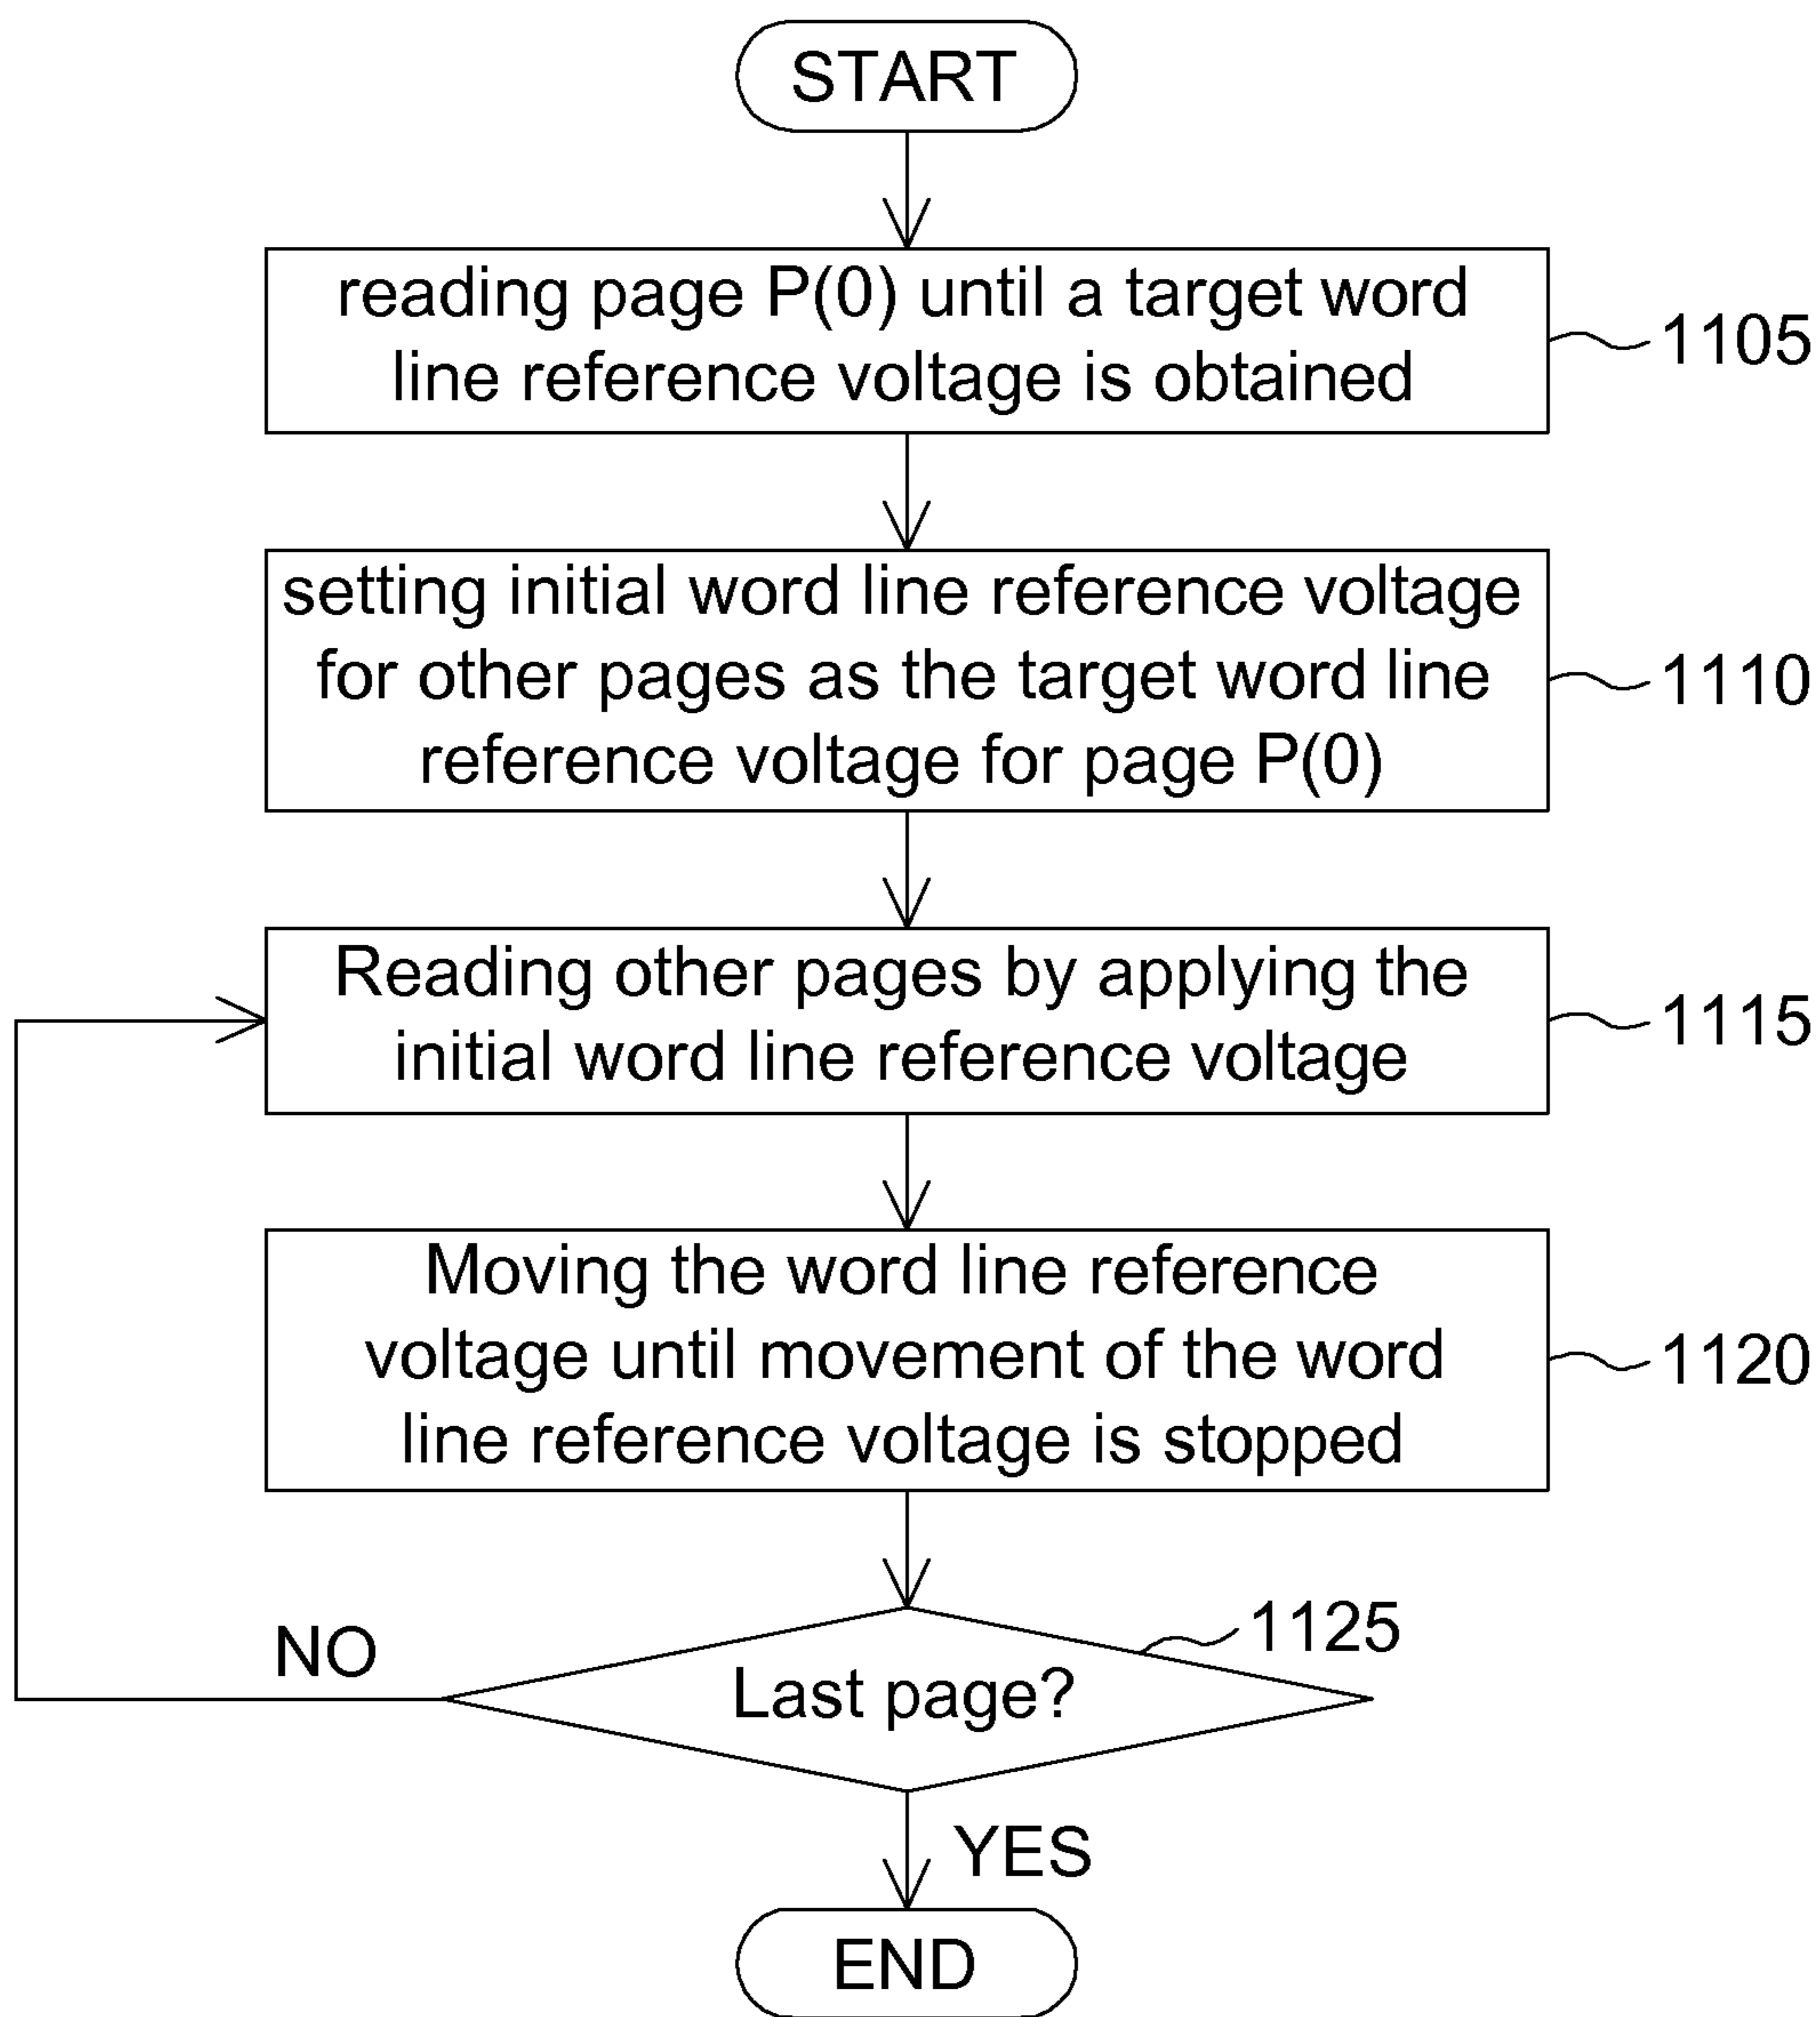 START
reading page P(0) until a target word
line reference voltage is obtained
1105
setting initial word line reference voltage
for other pages as the target word line
reference voltage for page P(0)
1110
Reading other pages by applying the
initial word line reference voltage
1115
Moving the word line reference
voltage until movement of the word
line reference voltage is stopped
1120
1125
NO
Last page?
YES
END